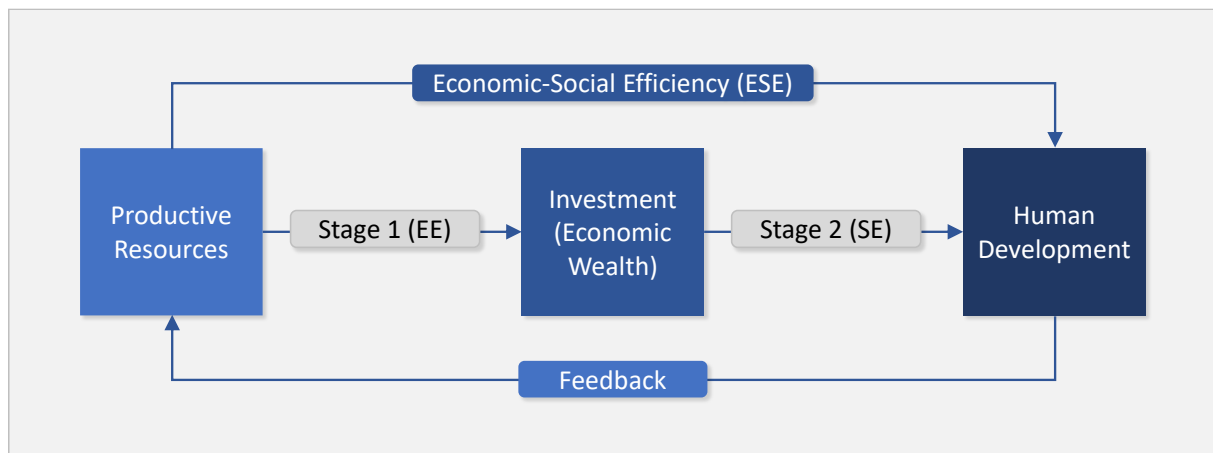 Economic-Social Efficiency (ESE)
Productive
Resources
Stage 1 (EE)
Investment
(Economic
Wealth)
Stage 2 (SE)
Human
Development
Feedback